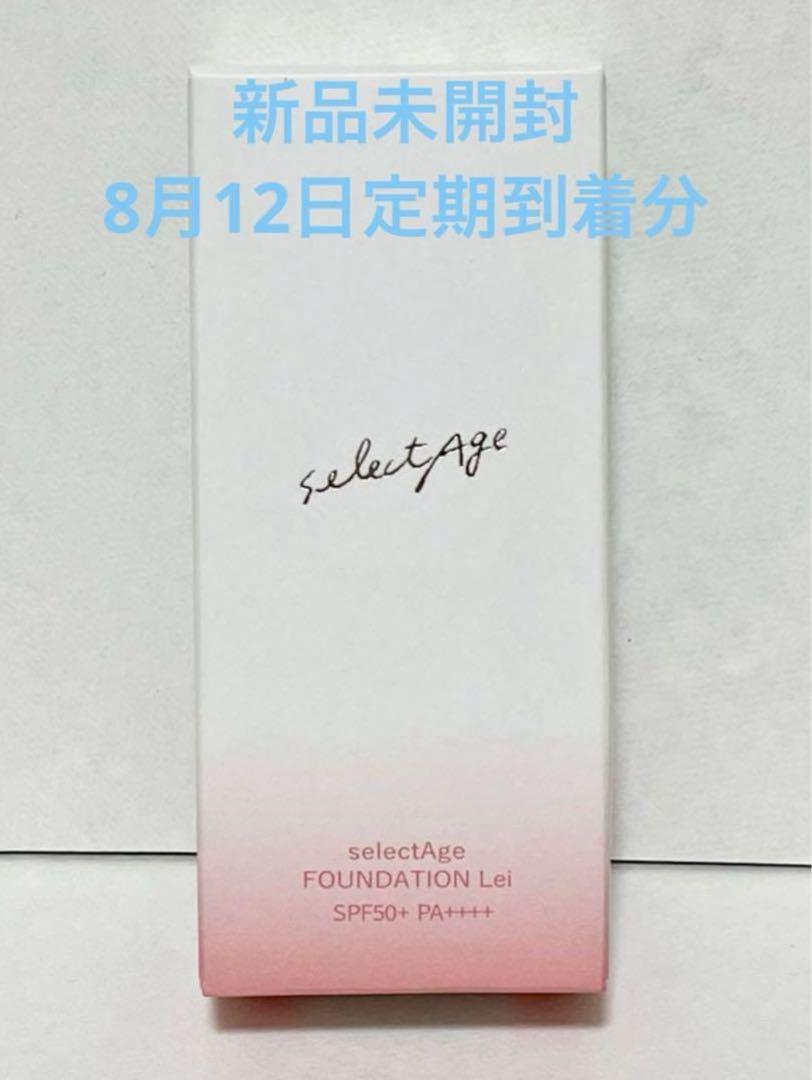 新品未開封
8月12日定期到着分
selectAge
selectAge
FOUNDATION Lei
SPF50+ PA++++